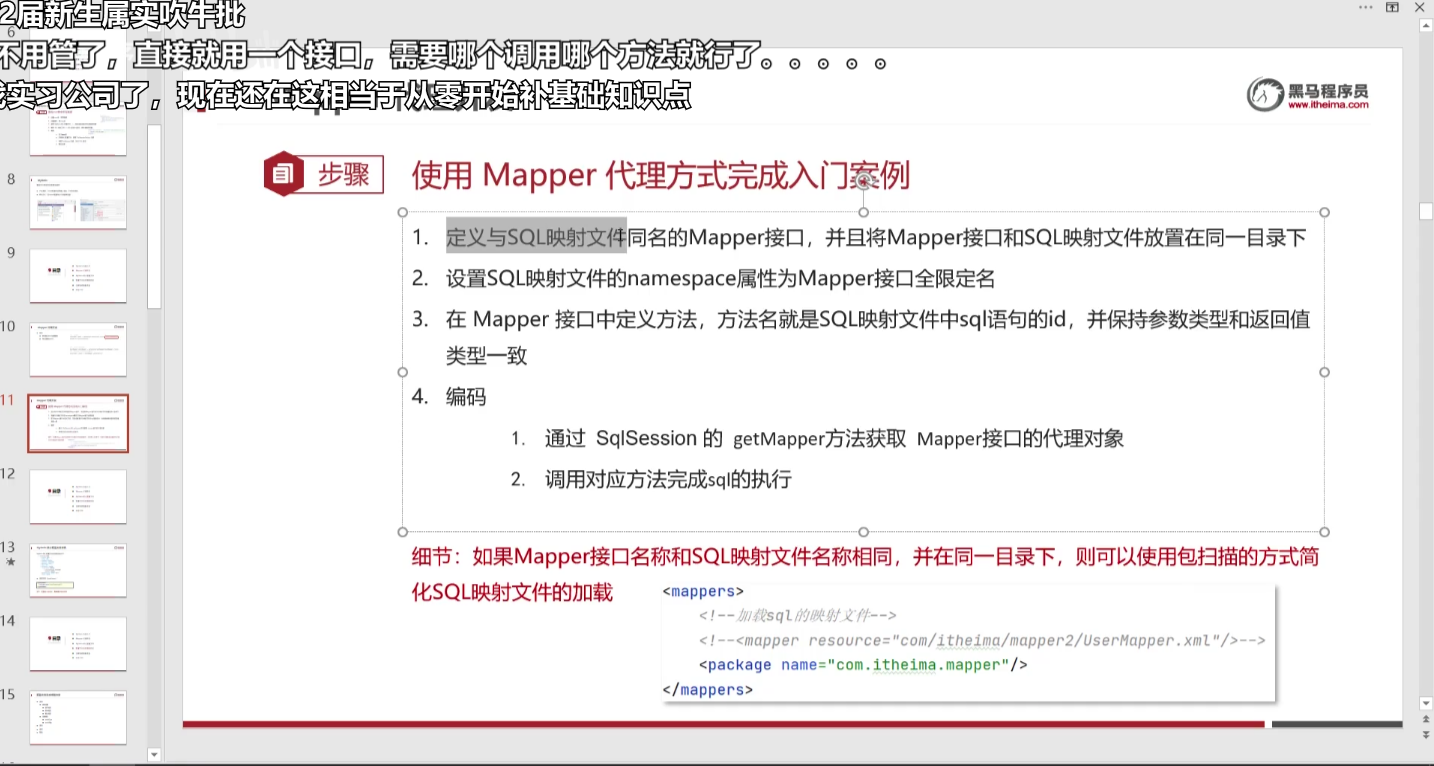 2届新生属实吹牛批
不用管了，直接就用一个接口，需要哪个调用哪个方法就行了。。。。。
实习公司了，现在还在这相当于从零开始补基础知识点
黑马程序员
www.itheima.com
步骤
使用 Mapper 代理方式完成入门案例
1. 定义与SQL映射文件同名的Mapper接口，并且将Mapper接口和SQL映射文件放置在同一目录下
2. 设置SQL映射文件的namespace属性为Mapper接口全限定名
3. 在 Mapper 接口中定义方法，方法名就是SQL映射文件中sql语句的id，并保持参数类型和返回值
类型一致
4. 编码
1. 通过 SqlSession 的 getMapper方法获取 Mapper接口的代理对象
2. 调用对应方法完成sql的执行
细节：如果Mapper接口名称和SQL映射文件名称相同，并在同一目录下，则可以使用包扫描的方式简
化SQL映射文件的加载
<mappers>
<!--加载sql的映射文件-->
<!--<mapper resource="com/itheima/mapper2/UserMapper.xml"/>-->
<package name="com.itheima.mapper"/>
</mappers>
6
8
9
10
11
12
13
14
15